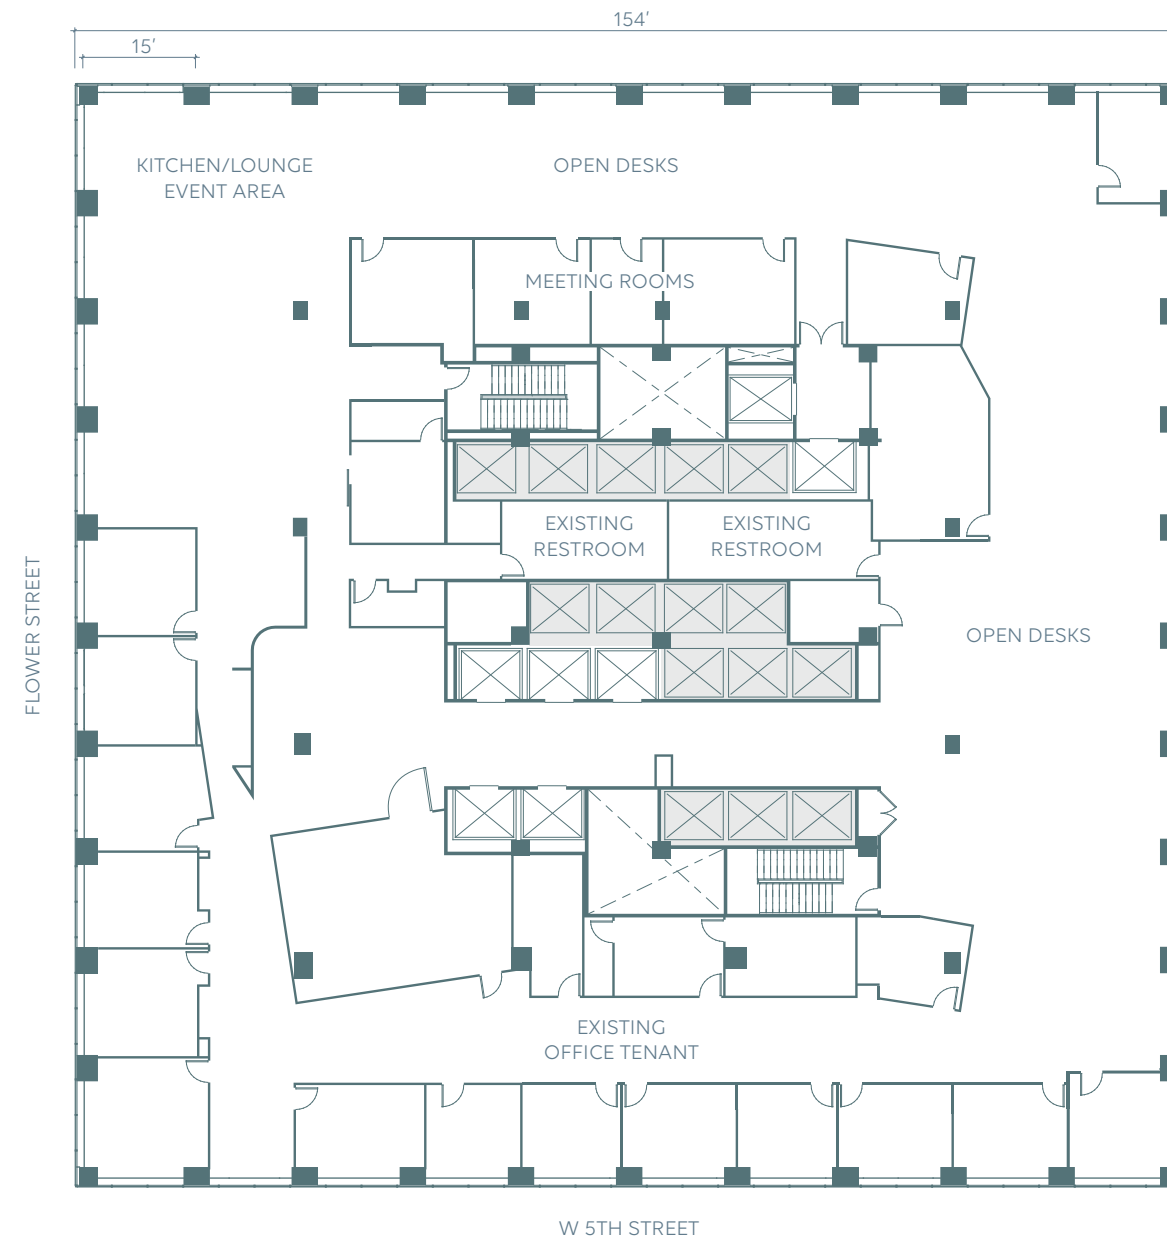 154’
15’
KITCHEN/LOUNGE
EVENT AREA
OPEN DESKS
MEETING ROOMS
EXISTING
RESTROOM
EXISTING
RESTROOM
FLOWER STREET
OPEN DESKS
EXISTING
OFFICE TENANT
W 5TH STREET